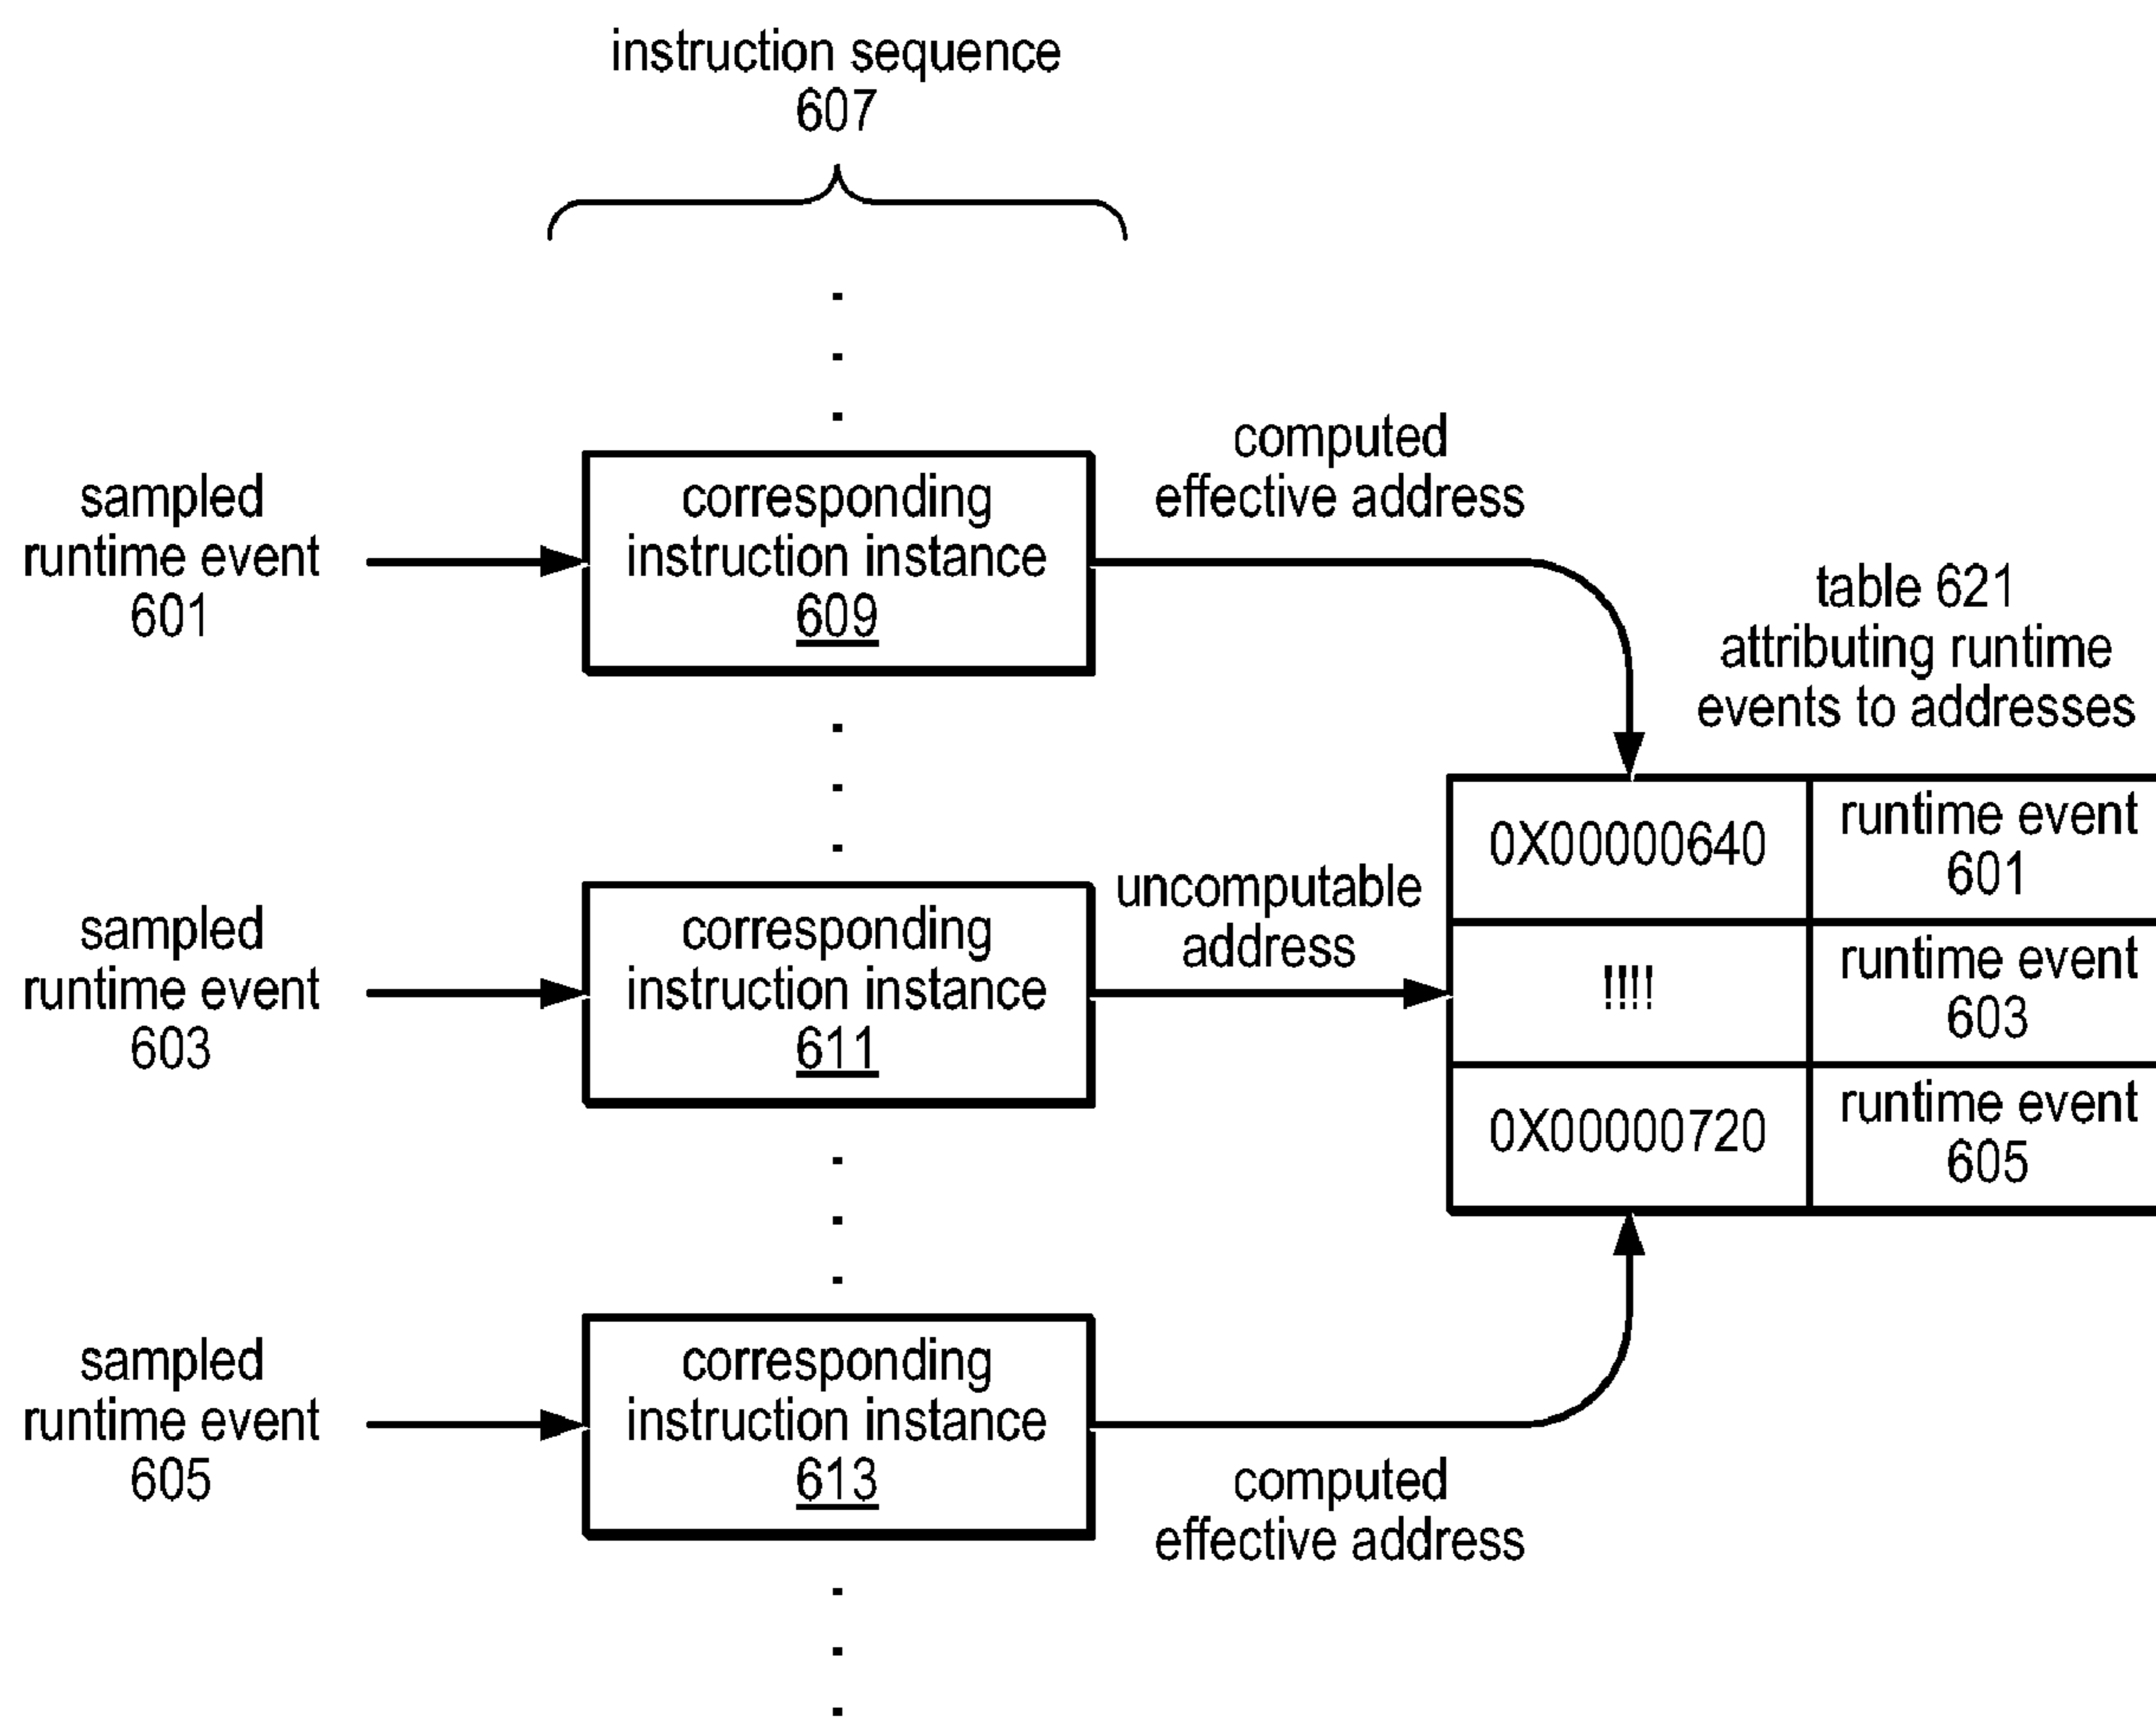 instruction sequence
607
computed
effective address
sampled
runtime event
601
corresponding
instruction instance
609
table 621
attributing runtime
events to addresses
0X00000640
runtime event
601
uncomputable
address
sampled
runtime event
603
corresponding
instruction instance
611
!!!!
runtime event
603
0X00000720
runtime event
605
sampled
runtime event
605
corresponding
instruction instance
613
computed
effective address